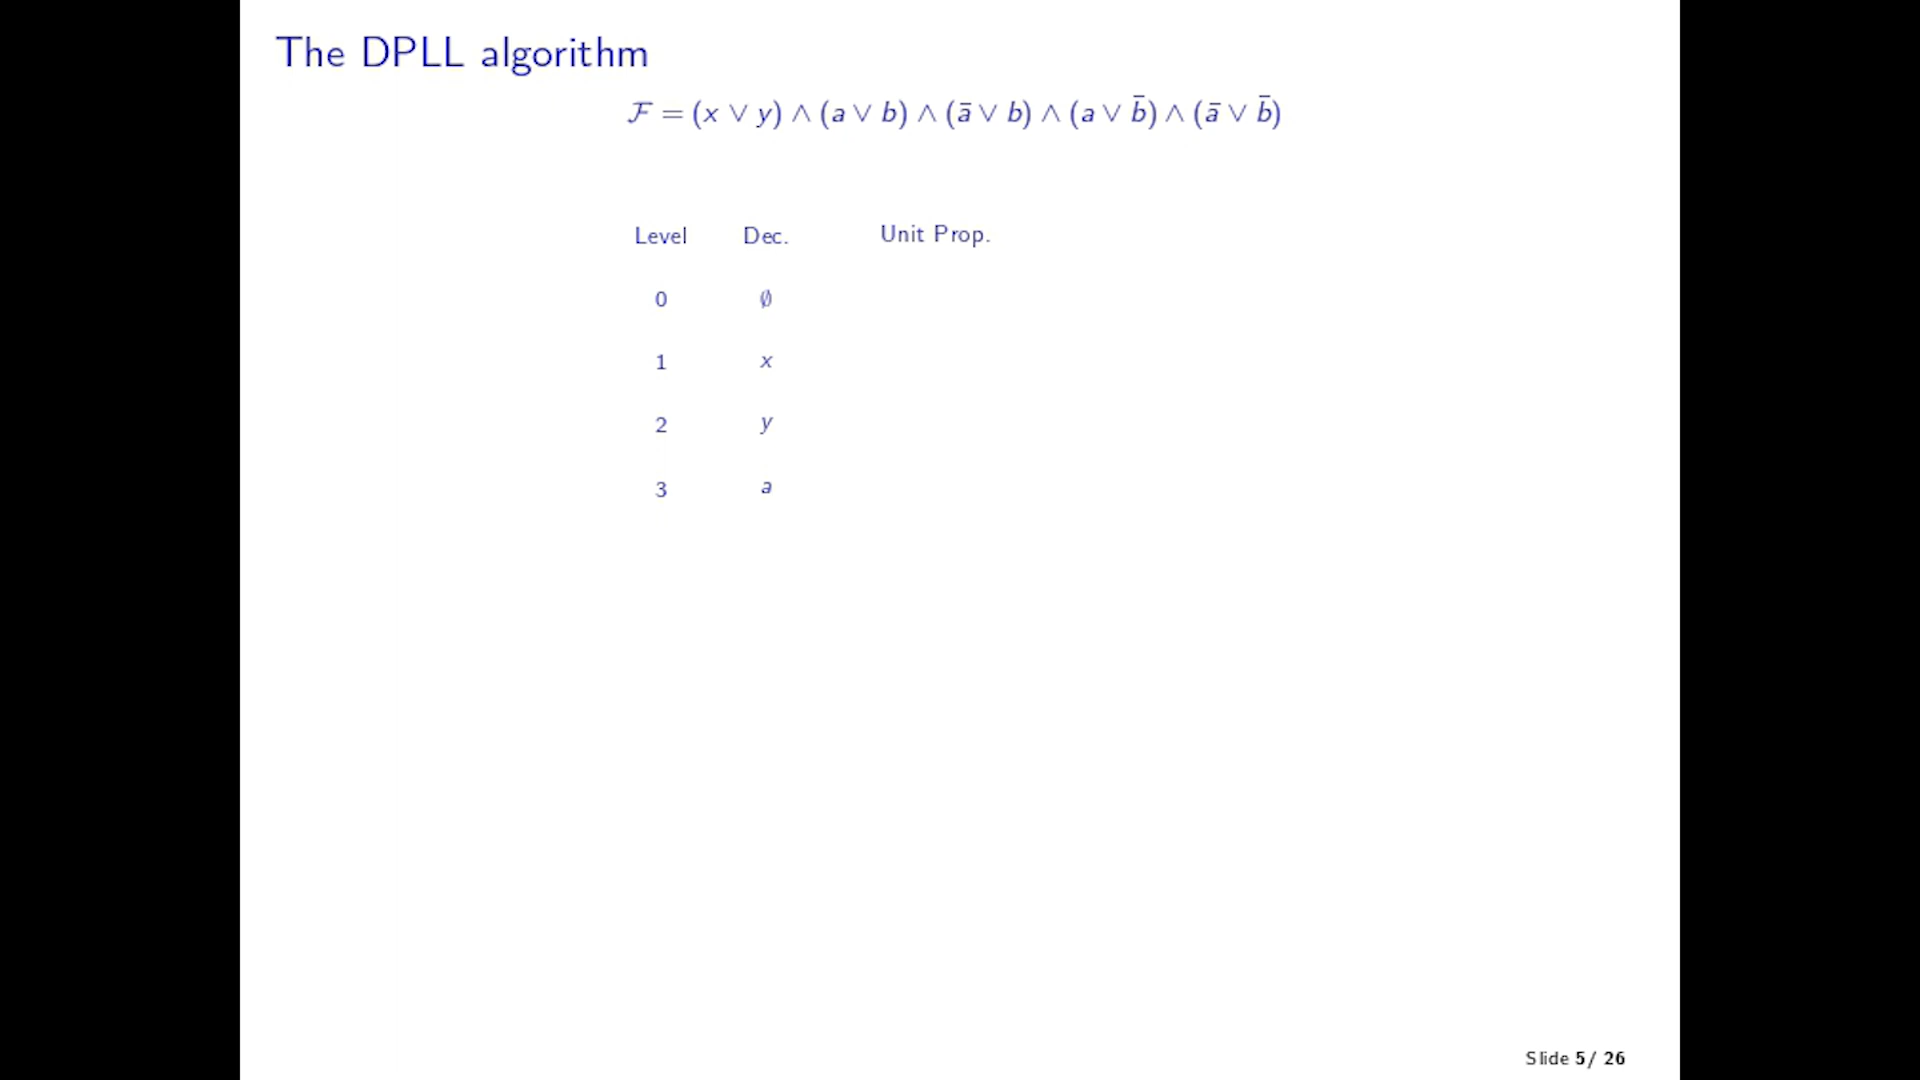 The DPLL algorithm
ℱ = (x ∨ y) ∧ (a ∨ b) ∧ (ā ∨ b) ∧ (a ∨ b̄) ∧ (ā ∨ b̄)
Level Dec. Unit Prop.
0 ∅
1 x
2 y
3 a
Slide 5/ 26